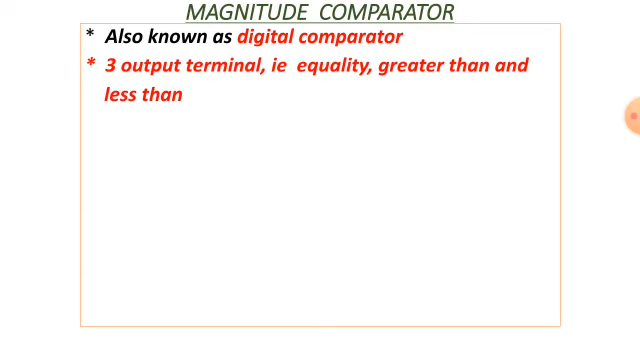 MAGNITUDE COMPARATOR
* Also known as digital comparator
* 3 output terminal, ie equality, greater than and
less than